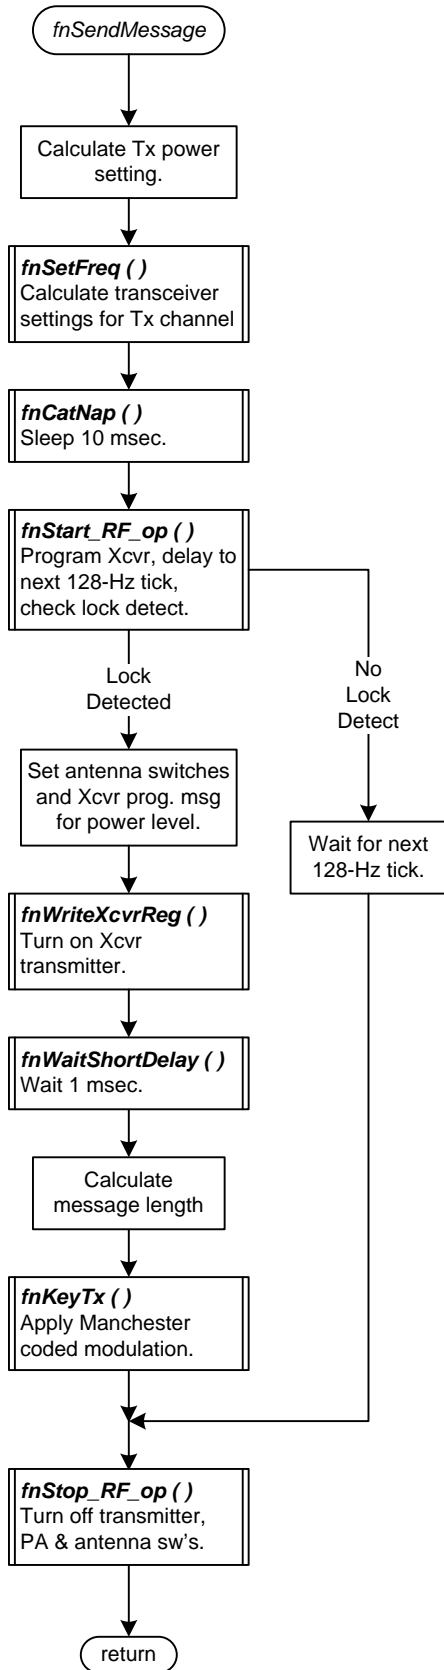 fnSendMessage
Calculate Tx power
setting.
fnSetFreq ( )
Calculate transceiver
settings for Tx channel
fnCatNap ( )
Sleep 10 msec.
fnStart_RF_op ( )
Program Xcvr, delay to
next 128-Hz tick,
check lock detect.
Lock
Detected
No
Lock
Detect
Set antenna switches
and Xcvr prog. msg
for power level.
Wait for next
128-Hz tick.
fnWriteXcvrReg ( )
Turn on Xcvr
transmitter.
fnWaitShortDelay ( )
Wait 1 msec.
Calculate
message length
fnKeyTx ( )
Apply Manchester
coded modulation.
fnStop_RF_op ( )
Turn off transmitter,
PA & antenna sw's.
return